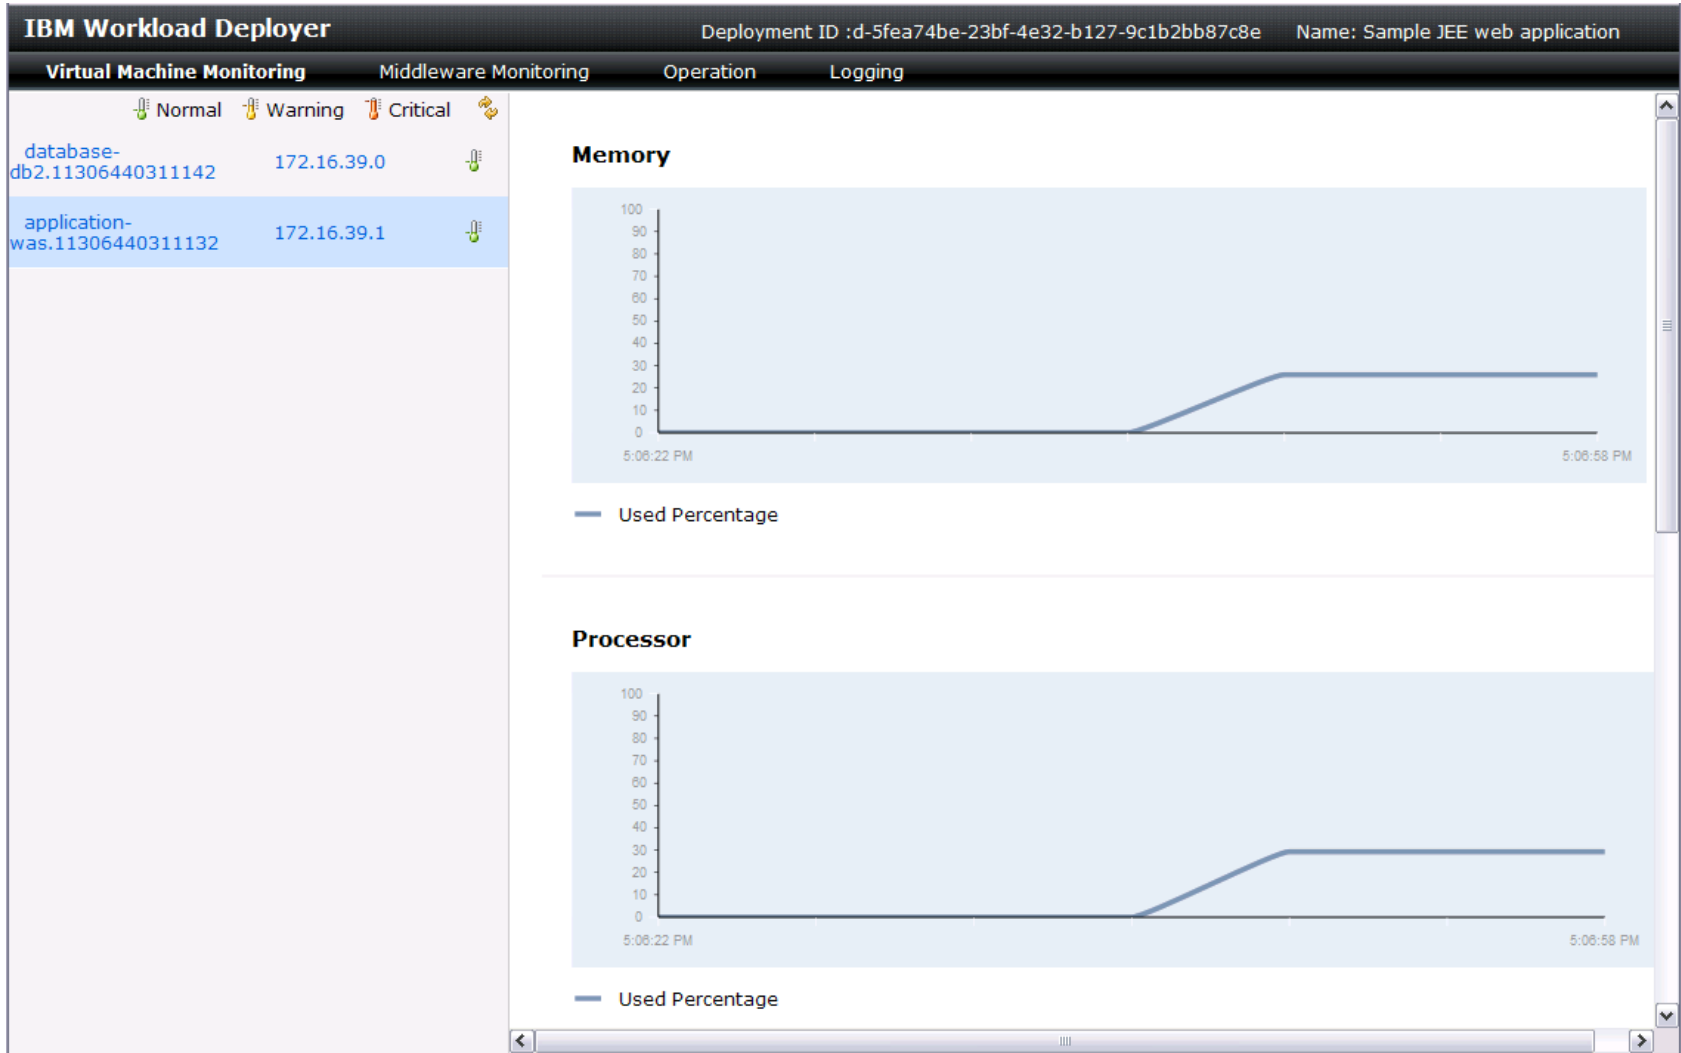 IBM Workload Deployer
Deployment ID :d-5fea74be-23bf-4e32-b127-9c1b2bb87c8e Name: Sample JEE web application
Virtual Machine Monitoring Middleware Monitoring Operation Logging
Normal Warning Critical
database-
db2.11306440311142
172.16.39.0
application-
was.11306440311132
172.16.39.1
Memory
100
90
80
70
60
50
40
30
20
10
0
5:06:22 PM 5:06:58 PM
Used Percentage
Processor
100
90
80
70
60
50
40
30
20
10
0
5:06:22 PM 5:06:58 PM
Used Percentage